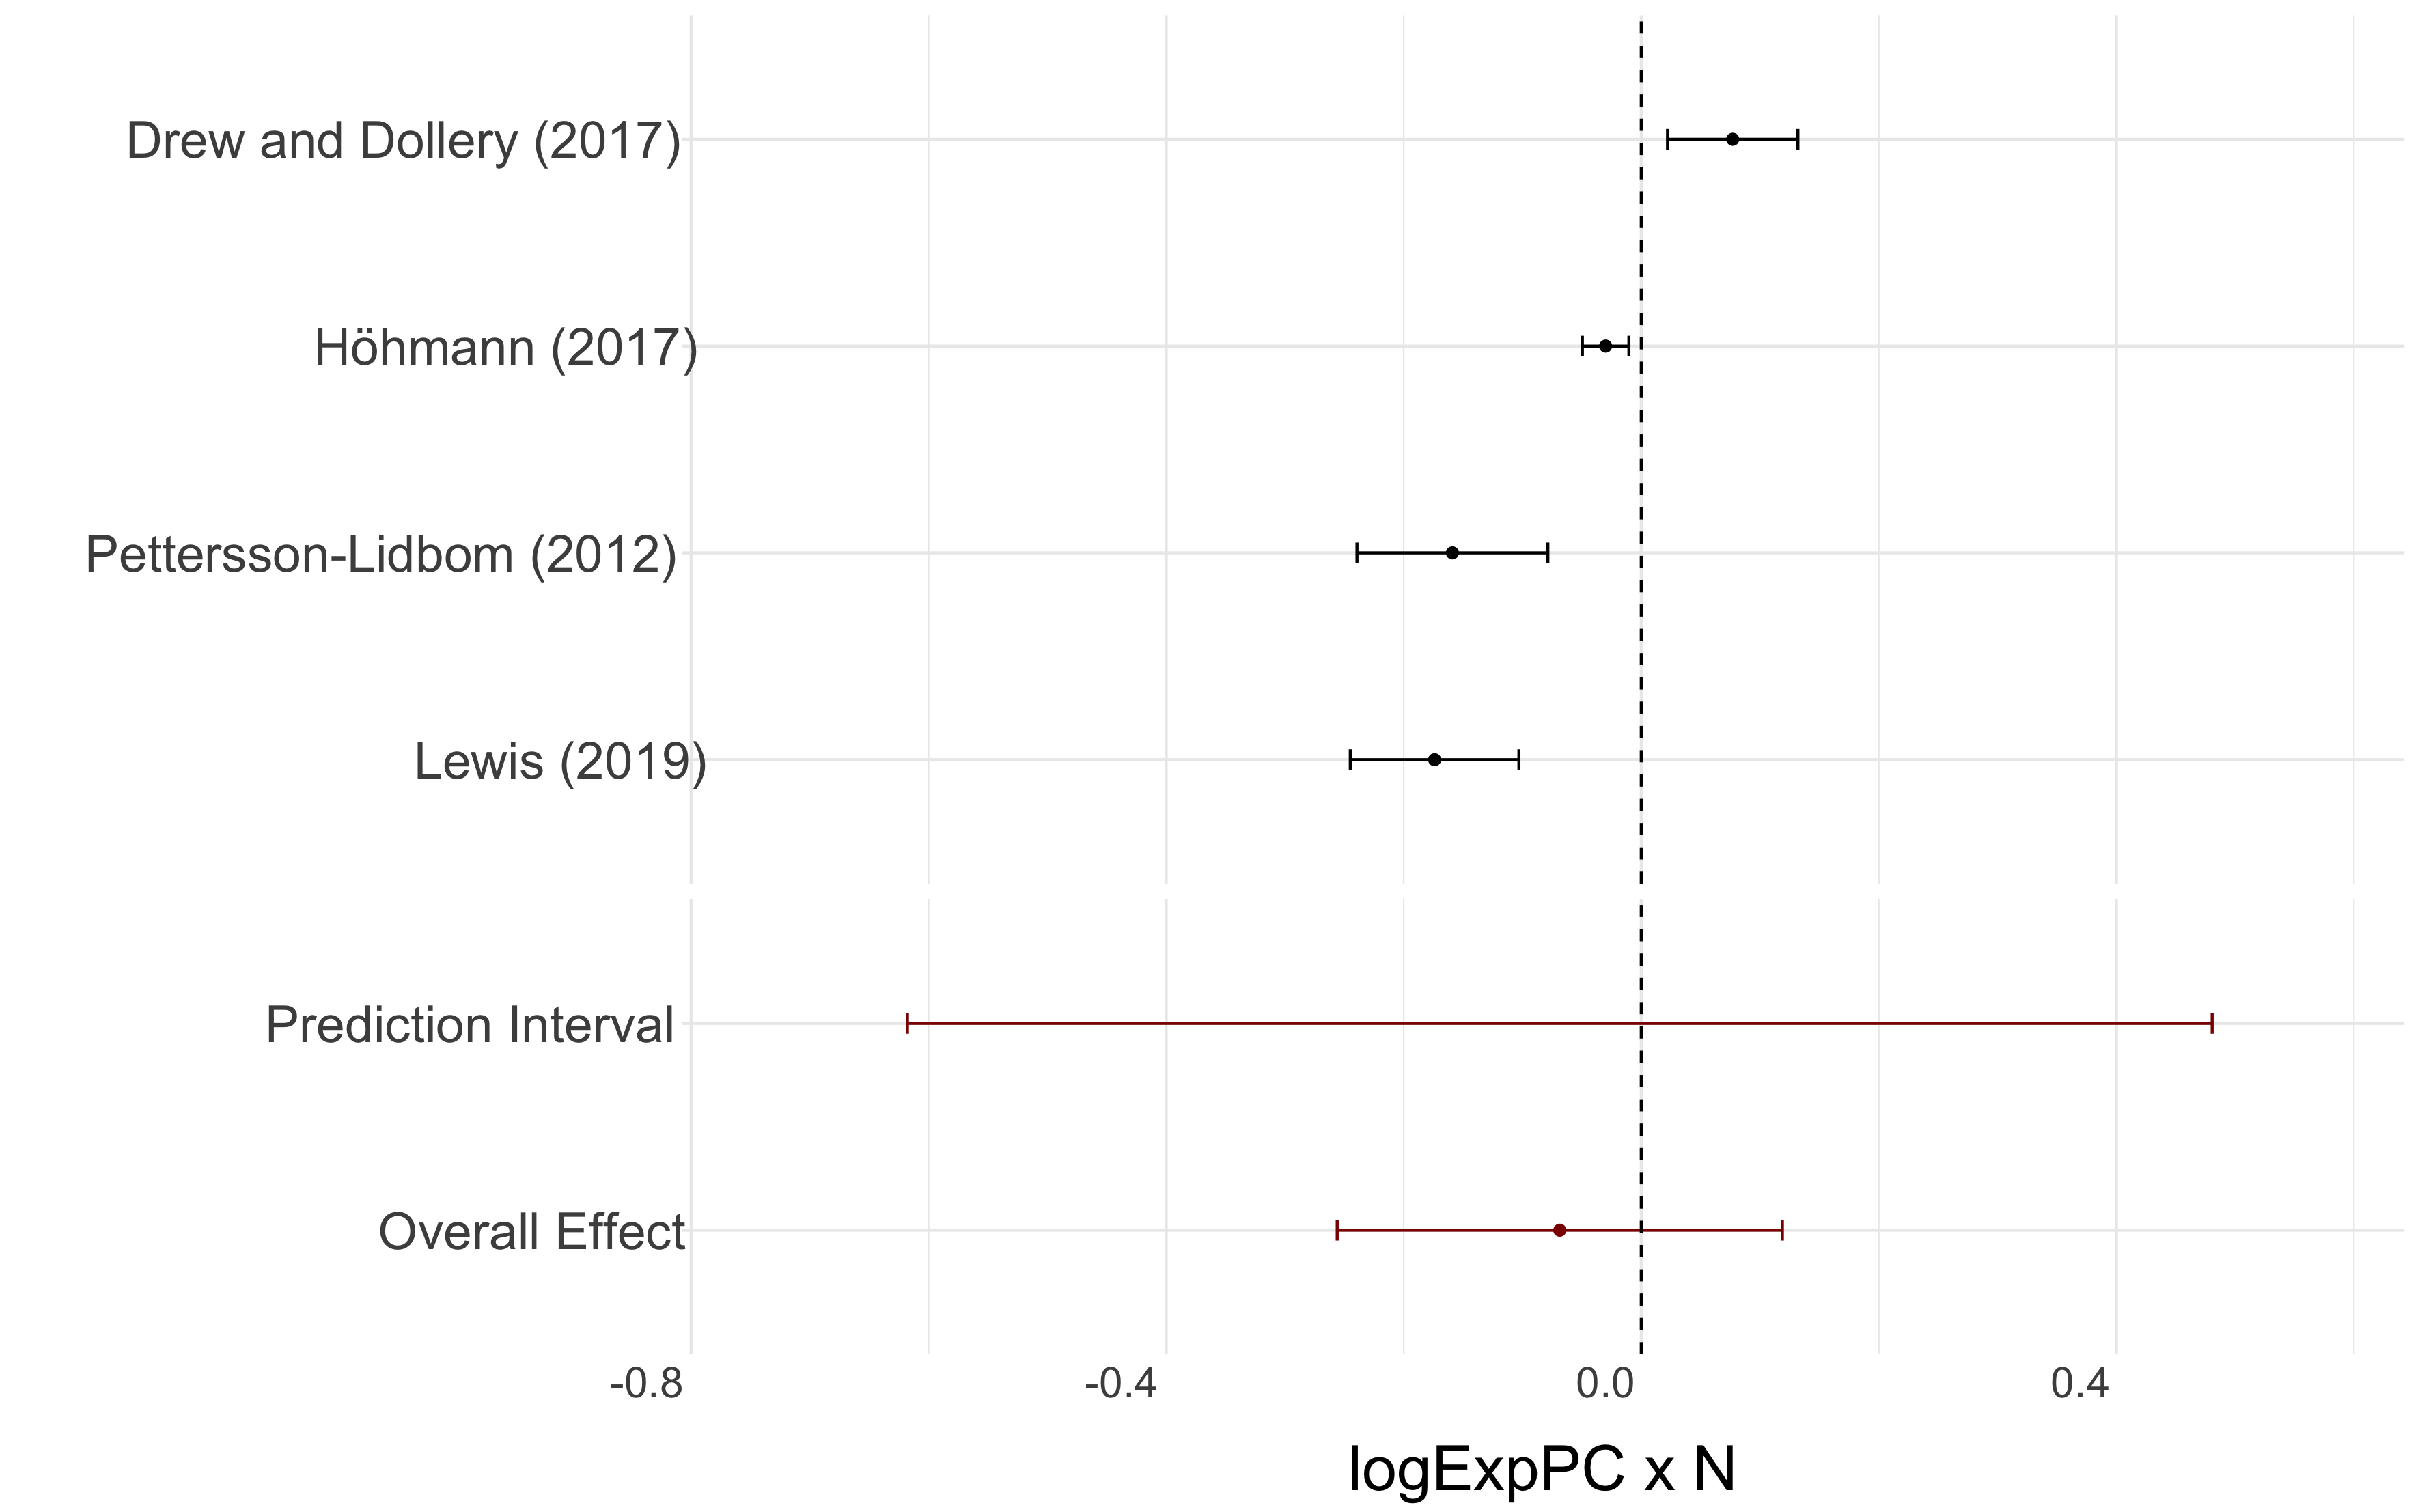 Drew and Dollery (2017)
Höhmann (2017)
Pettersson-Lidbom (2012)
Lewis (2019)
Prediction Interval
Overall Effect
-0.8 -0.4 0.0 0.4
logExpPC x N